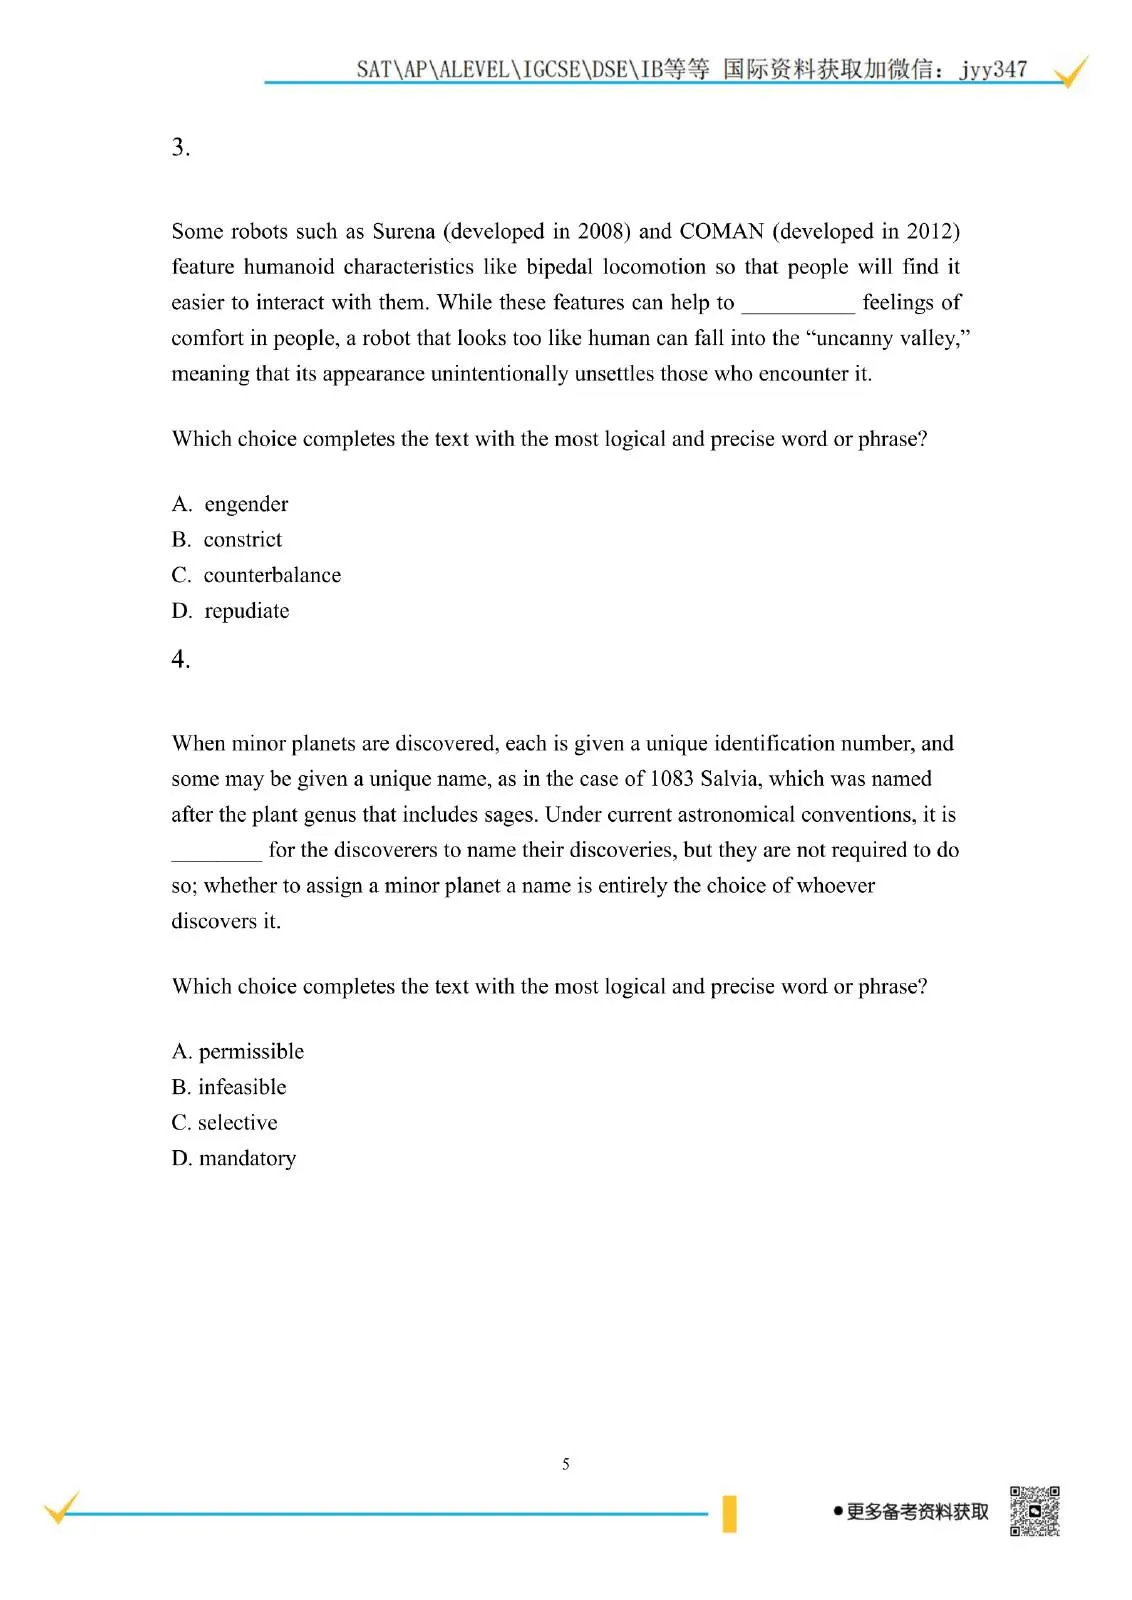 SAT\AP\ALEVEL\IGCSE\DSE\IB等等 国际资料获取加微信：jyy347
3.
Some robots such as Surena (developed in 2008) and COMAN (developed in 2012)
feature humanoid characteristics like bipedal locomotion so that people will find it
easier to interact with them. While these features can help to __________ feelings of
comfort in people, a robot that looks too like human can fall into the “uncanny valley,”
meaning that its appearance unintentionally unsettles those who encounter it.
Which choice completes the text with the most logical and precise word or phrase?
A. engender
B. constrict
C. counterbalance
D. repudiate
4.
When minor planets are discovered, each is given a unique identification number, and
some may be given a unique name, as in the case of 1083 Salvia, which was named
after the plant genus that includes sages. Under current astronomical conventions, it is
________ for the discoverers to name their discoveries, but they are not required to do
so; whether to assign a minor planet a name is entirely the choice of whoever
discovers it.
Which choice completes the text with the most logical and precise word or phrase?
A. permissible
B. infeasible
C. selective
D. mandatory
5
●更多备考资料获取